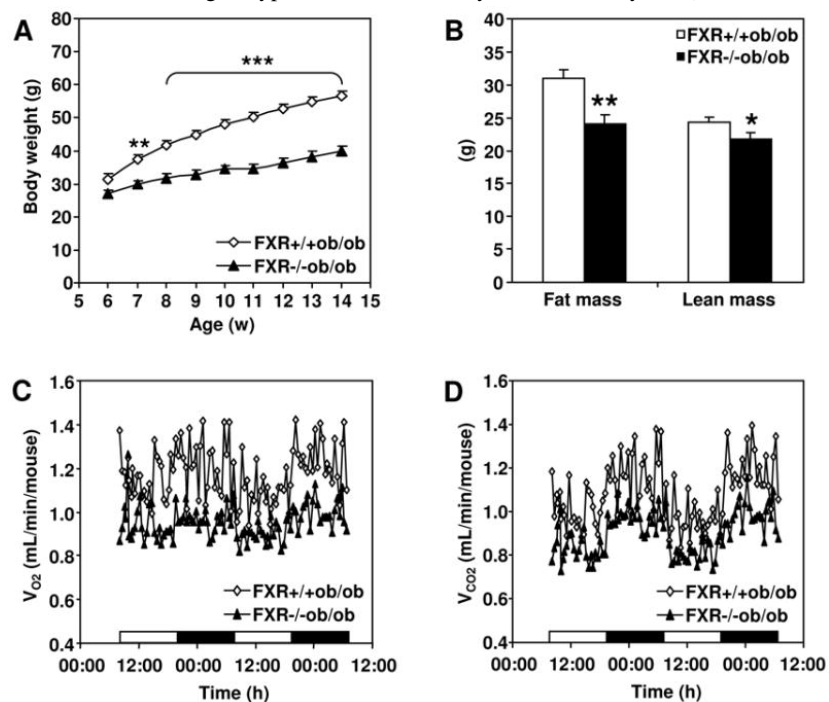 A
80
70
60
50
40
30
20
10
0
Body weight (g)
***
**
FXR+/+ob/ob
FXR-/-ob/ob
5 6 7 8 9 10 11 12 13 14 15
Age (w)
B
35
30
25
20
15
10
5
0
(g)
FXR+/+ob/ob
FXR-/-ob/ob
**
*
Fat mass Lean mass
C
1.6
1.4
1.2
1.0
0.8
0.6
0.4
VO2 (mL/min/mouse)
FXR+/+ob/ob
FXR-/-ob/ob
00:00 12:00 00:00 12:00 00:00 12:00
Time (h)
D
1.6
1.4
1.2
1.0
0.8
0.6
0.4
VCO2 (mL/min/mouse)
FXR+/+ob/ob
FXR-/-ob/ob
00:00 12:00 00:00 12:00 00:00 12:00
Time (h)